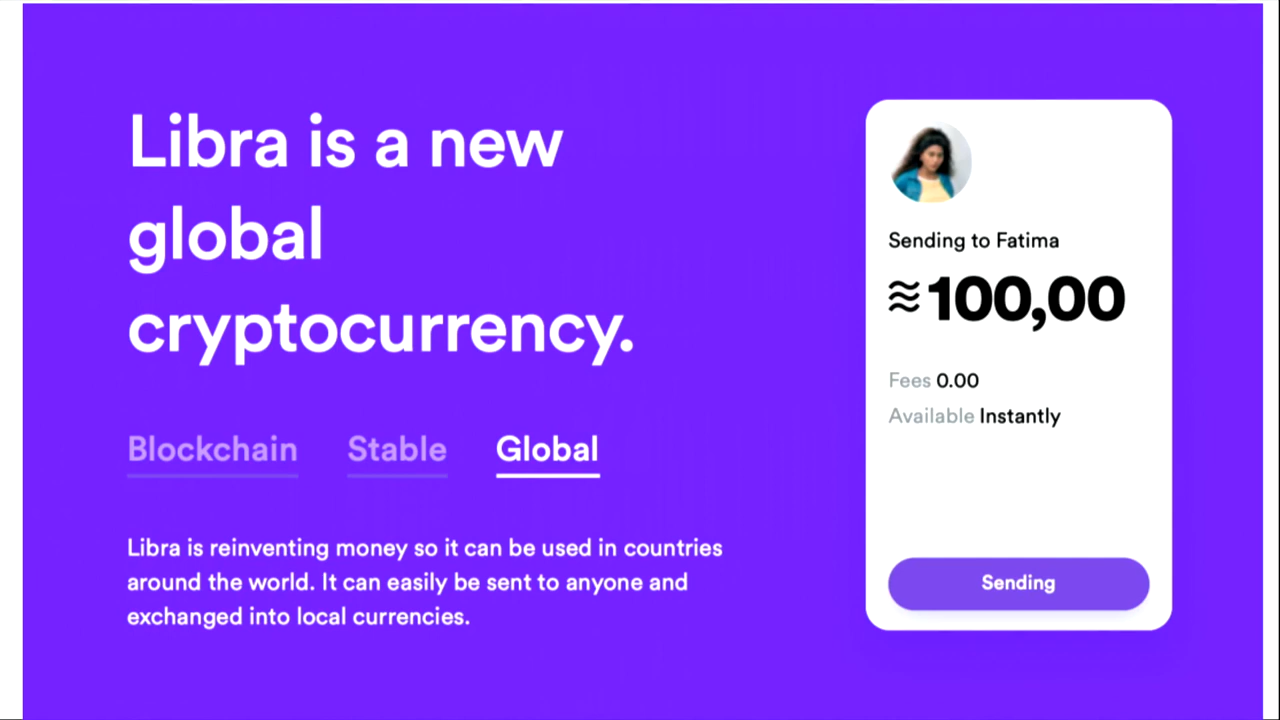 Libra is a new
global
cryptocurrency.
Blockchain Stable Global
Libra is reinventing money so it can be used in countries
around the world. It can easily be sent to anyone and
exchanged into local currencies.
Sending to Fatima
≋100,00
Fees 0.00
Available Instantly
Sending